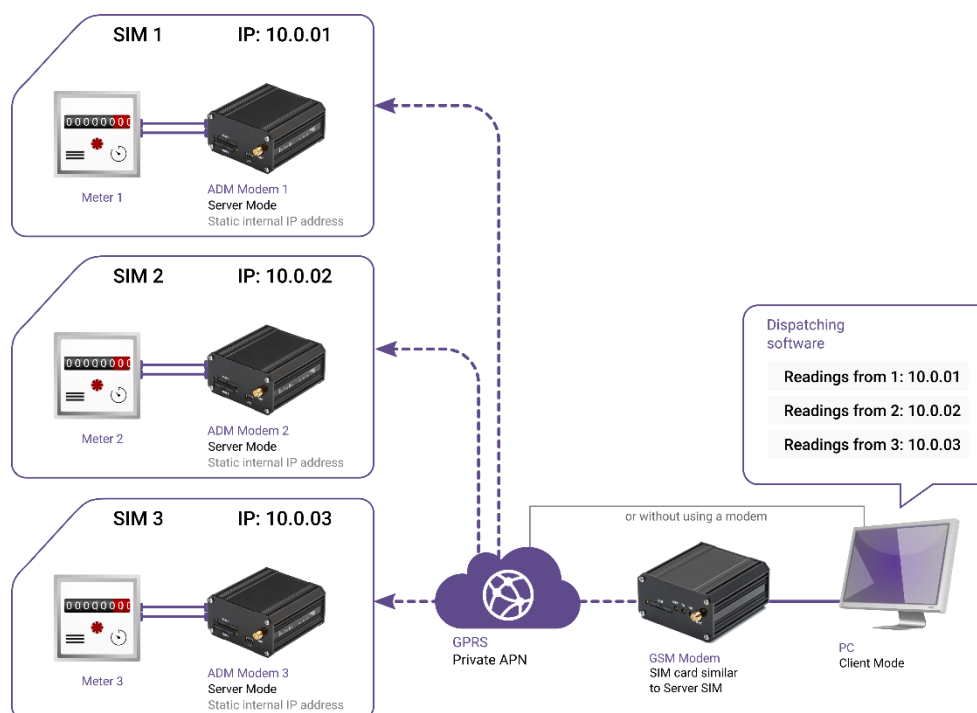 SIM 1 IP: 10.0.01
Meter 1
ADM Modem 1
Server Mode
Static internal IP address
SIM 2 IP: 10.0.02
Meter 2
ADM Modem 2
Server Mode
Static internal IP address
SIM 3 IP: 10.0.03
Meter 3
ADM Modem 3
Server Mode
Static internal IP address
GPRS
Private APN
or without using a modem
GSM Modem
SIM card similar
to Server SIM
PC
Client Mode
Dispatching
software
Readings from 1: 10.0.01
Readings from 2: 10.0.02
Readings from 3: 10.0.03